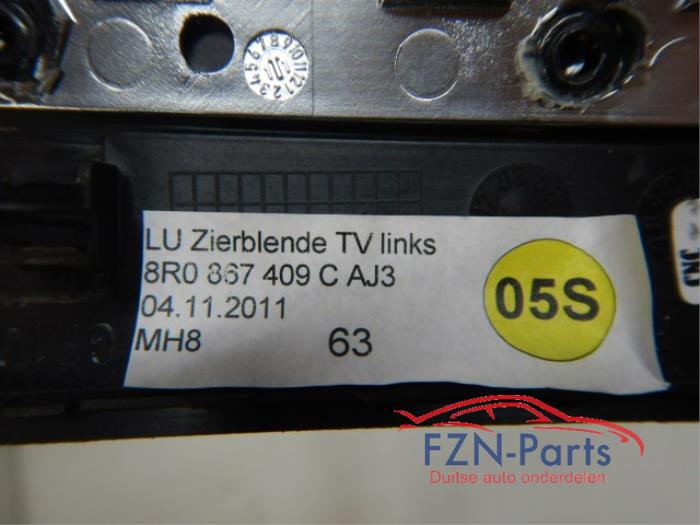 LU Zierblende TV links
8R0 867 409 C AJ3
04.11.2011
MH8 63
05S
FZN-Parts
Duitse auto onderdelen